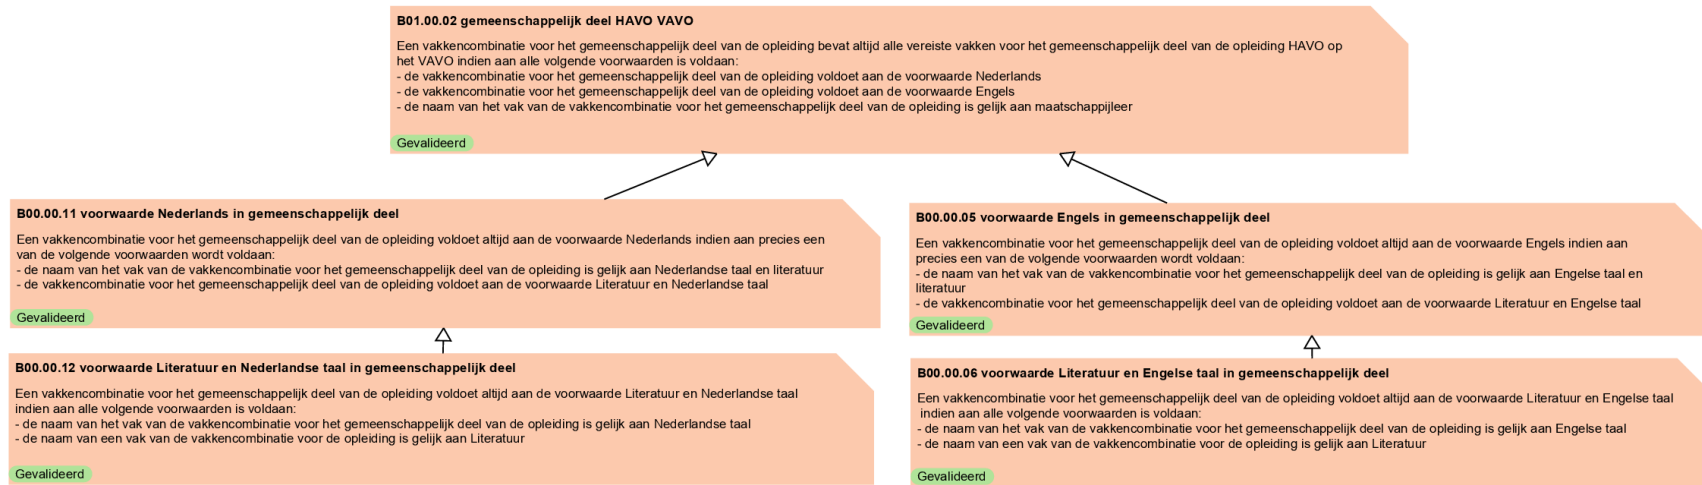 B01.00.02 gemeenschappelijk deel HAVO VAVO
Een vakkencombinatie voor het gemeenschappelijk deel van de opleiding bevat altijd alle vereiste vakken voor het gemeenschappelijk deel van de opleiding HAVO op
het VAVO indien aan alle volgende voorwaarden is voldaan:
- de vakkencombinatie voor het gemeenschappelijk deel van de opleiding voldoet aan de voorwaarde Nederlands
- de vakkencombinatie voor het gemeenschappelijk deel van de opleiding voldoet aan de voorwaarde Engels
- de naam van het vak van de vakkencombinatie voor het gemeenschappelijk deel van de opleiding is gelijk aan maatschappijleer
Gevalideerd
B00.00.11 voorwaarde Nederlands in gemeenschappelijk deel
Een vakkencombinatie voor het gemeenschappelijk deel van de opleiding voldoet altijd aan de voorwaarde Nederlands indien aan precies een
van de volgende voorwaarden wordt voldaan:
- de naam van het vak van de vakkencombinatie voor het gemeenschappelijk deel van de opleiding is gelijk aan Nederlandse taal en literatuur
- de vakkencombinatie voor het gemeenschappelijk deel van de opleiding voldoet aan de voorwaarde Literatuur en Nederlandse taal
Gevalideerd
B00.00.05 voorwaarde Engels in gemeenschappelijk deel
Een vakkencombinatie voor het gemeenschappelijk deel van de opleiding voldoet altijd aan de voorwaarde Engels indien aan
precies een van de volgende voorwaarden wordt voldaan:
- de naam van het vak van de vakkencombinatie voor het gemeenschappelijk deel van de opleiding is gelijk aan Engelse taal en
literatuur
- de vakkencombinatie voor het gemeenschappelijk deel van de opleiding voldoet aan de voorwaarde Literatuur en Engelse taal
Gevalideerd
B00.00.12 voorwaarde Literatuur en Nederlandse taal in gemeenschappelijk deel
Een vakkencombinatie voor het gemeenschappelijk deel van de opleiding voldoet altijd aan de voorwaarde Literatuur en Nederlandse taal
indien aan alle volgende voorwaarden is voldaan:
- de naam van het vak van de vakkencombinatie voor het gemeenschappelijk deel van de opleiding is gelijk aan Nederlandse taal
- de naam van een vak van de vakkencombinatie voor de opleiding is gelijk aan Literatuur
Gevalideerd
B00.00.06 voorwaarde Literatuur en Engelse taal in gemeenschappelijk deel
Een vakkencombinatie voor het gemeenschappelijk deel van de opleiding voldoet altijd aan de voorwaarde Literatuur en Engelse taal
indien aan alle volgende voorwaarden is voldaan:
- de naam van het vak van de vakkencombinatie voor het gemeenschappelijk deel van de opleiding is gelijk aan Engelse taal
- de naam van een vak van de vakkencombinatie voor de opleiding is gelijk aan Literatuur
Gevalideerd